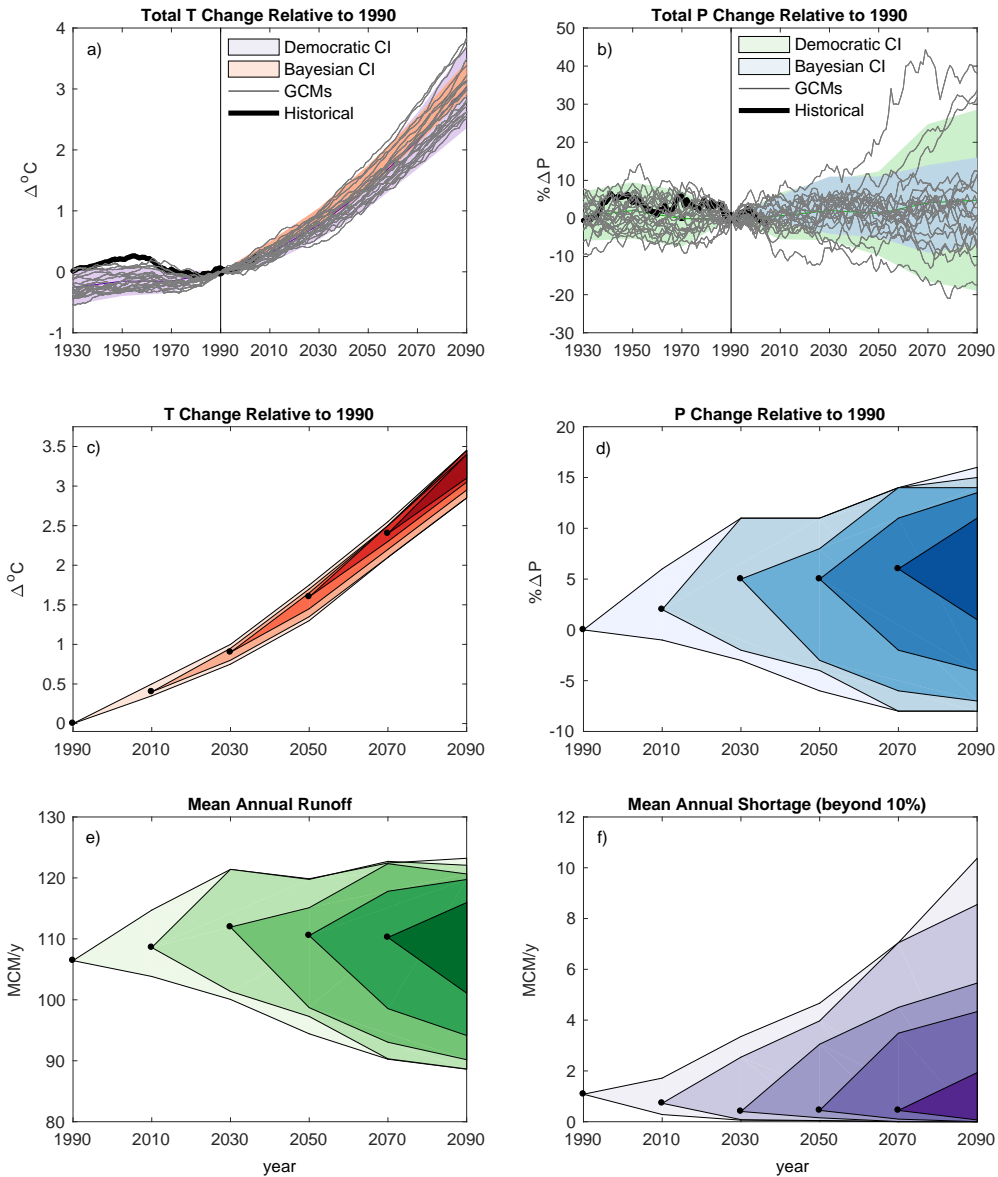 Total T Change Relative to 1990
a)
Democratic CI
Bayesian CI
GCMs
Historical
4
3
2
1
0
-1
Δ°C
1930 1950 1970 1990 2010 2030 2050 2070 2090
Total P Change Relative to 1990
b)
Democratic CI
Bayesian CI
GCMs
Historical
50
40
30
20
10
0
-10
-20
-30
% Δ P
1930 1950 1970 1990 2010 2030 2050 2070 2090
T Change Relative to 1990
c)
3.5
3
2.5
2
1.5
1
0.5
0
Δ°C
1990 2010 2030 2050 2070 2090
P Change Relative to 1990
d)
20
15
10
5
0
-5
-10
% Δ P
1990 2010 2030 2050 2070 2090
Mean Annual Runoff
e)
130
120
110
100
90
80
MCM/y
1990 2010 2030 2050 2070 2090
year
Mean Annual Shortage (beyond 10%)
f)
12
10
8
6
4
2
0
MCM/y
1990 2010 2030 2050 2070 2090
year